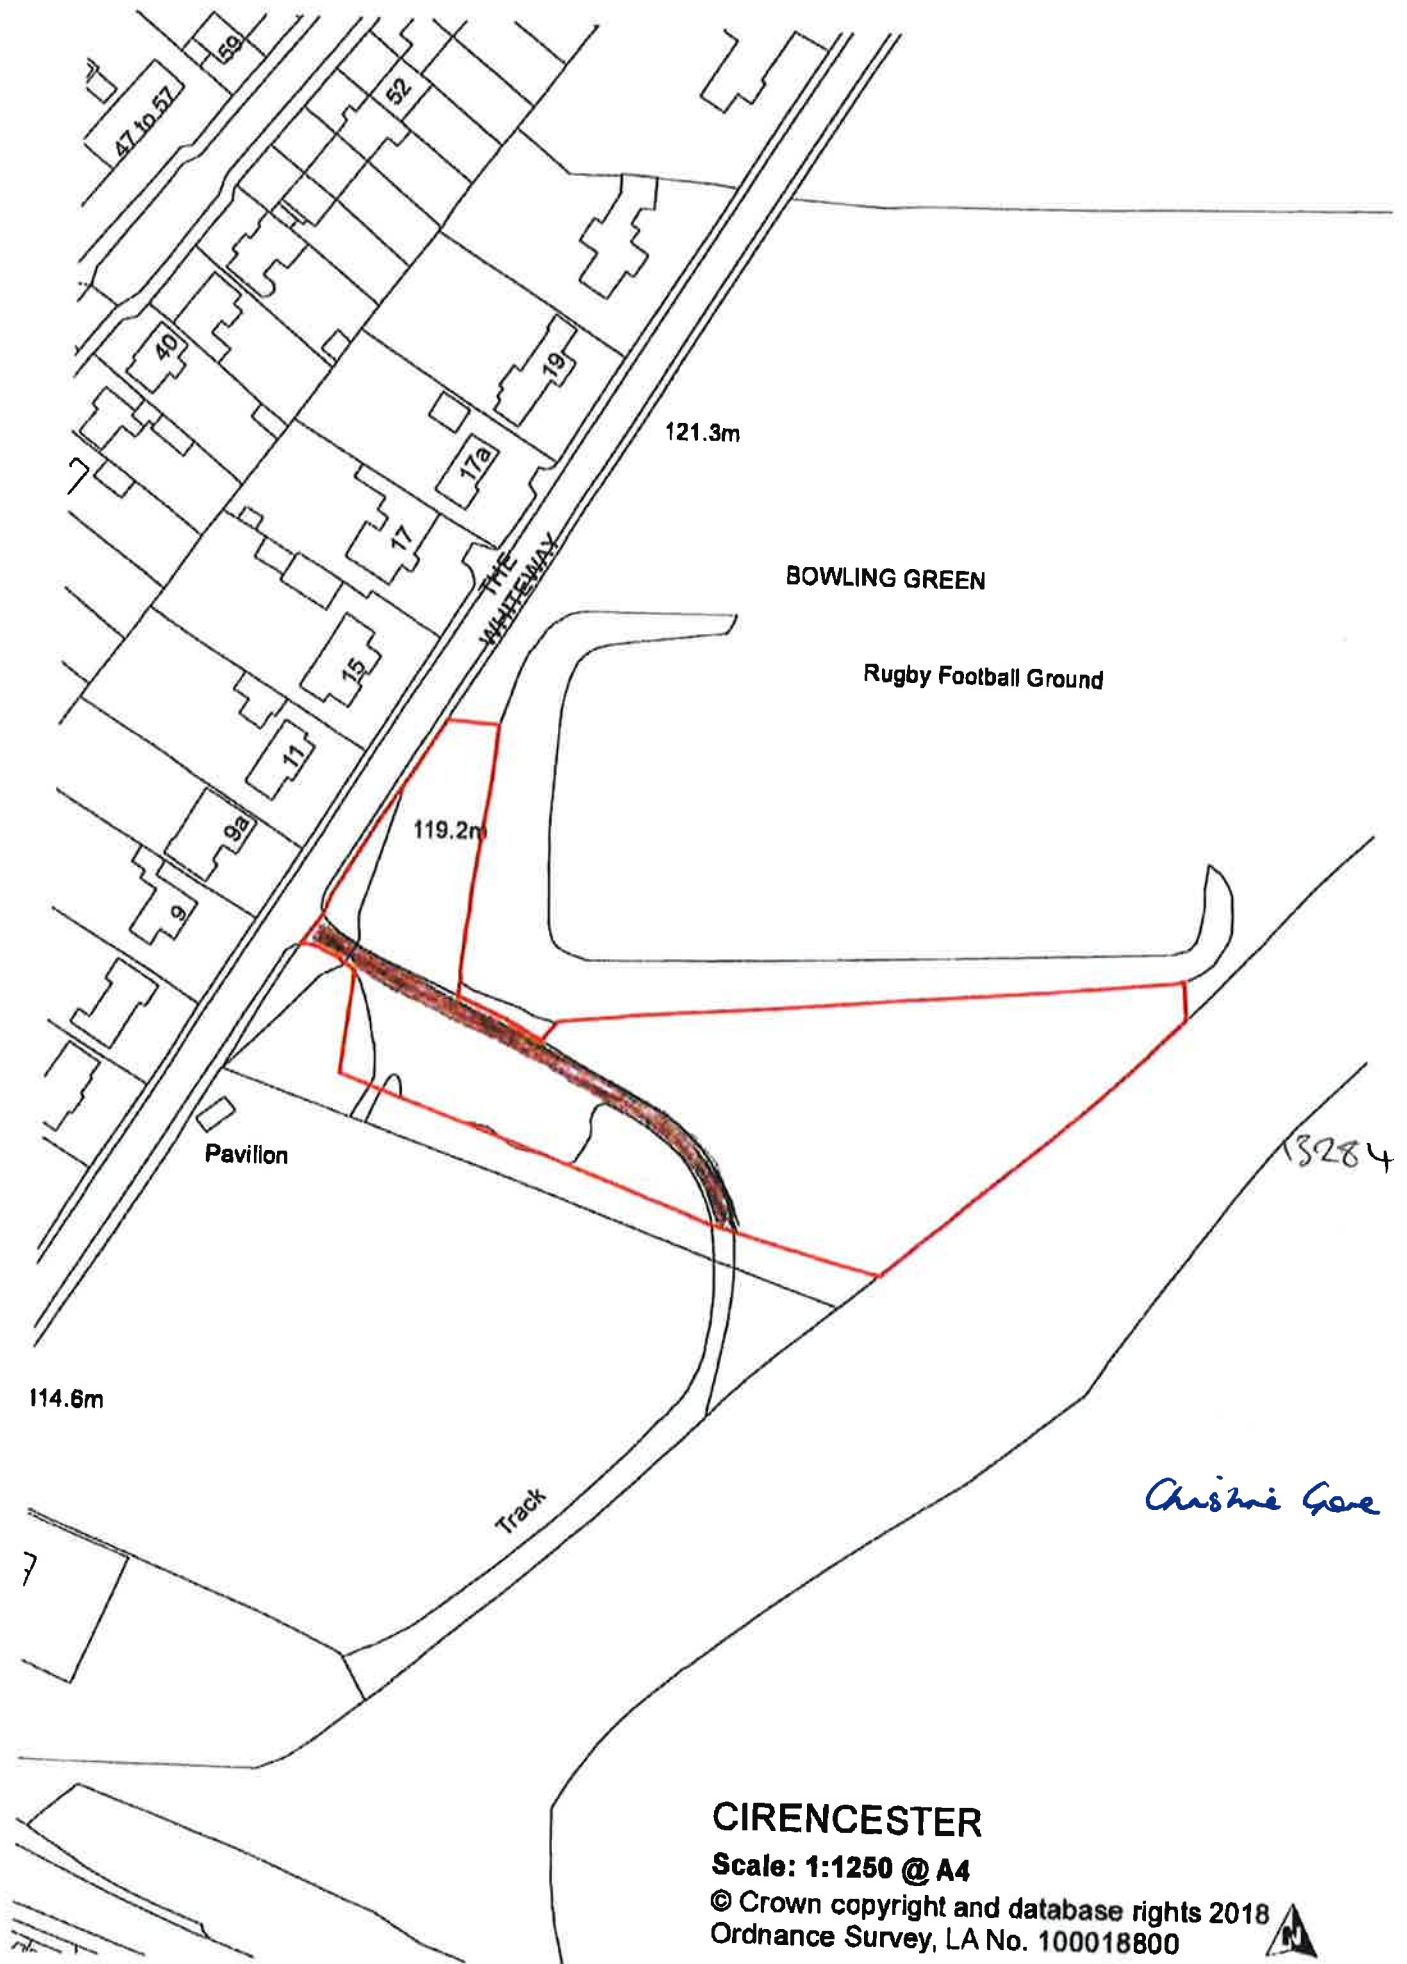 59
47 to 57
52
40
19
121.3m
17a
17
THE
WHITEWAY
BOWLING GREEN
15
Rugby Football Ground
11
119.2m
9a
9
Pavilion
13284
114.6m
Christine Gore
Track
CIRENCESTER
Scale: 1:1250 @ A4
© Crown copyright and database rights 2018
Ordnance Survey, LA No. 100018800
N